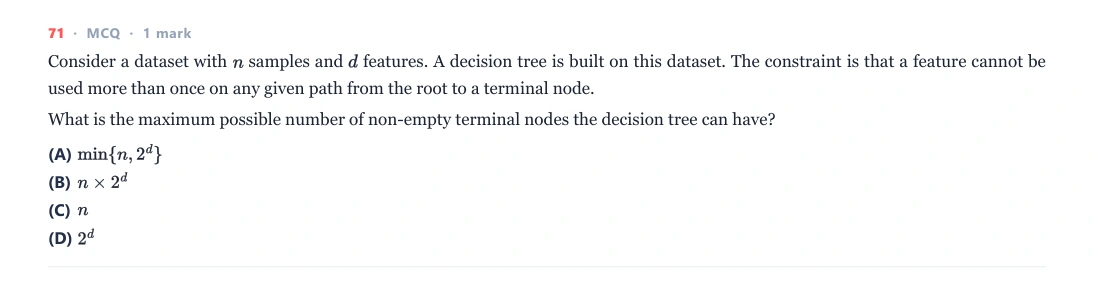 71 · MCQ · 1 mark
Consider a dataset with n samples and d features. A decision tree is built on this dataset. The constraint is that a feature cannot be
used more than once on any given path from the root to a terminal node.
What is the maximum possible number of non-empty terminal nodes the decision tree can have?
(A) min{n, 2^d}
(B) n × 2^d
(C) n
(D) 2^d